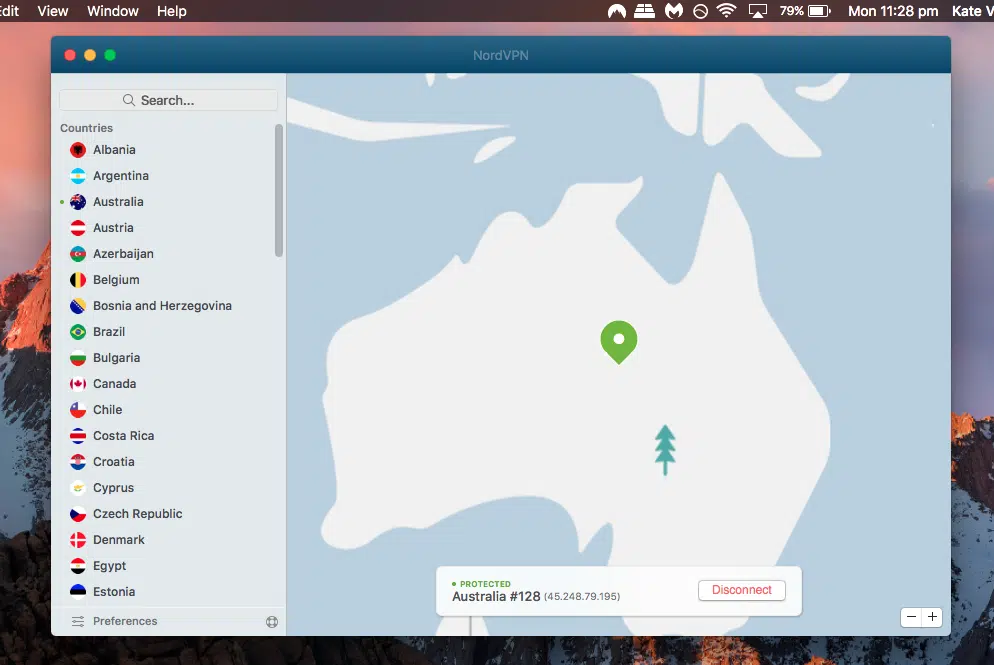 dit View Window Help 79% Mon 11:28 pm Kate V
NordVPN
Search...
Countries
Albania
Argentina
Australia
Austria
Azerbaijan
Belgium
Bosnia and Herzegovina
Brazil
Bulgaria
Canada
Chile
Costa Rica
Croatia
Cyprus
Czech Republic
Denmark
Egypt
Estonia
Preferences
PROTECTED
Australia #128 (45.248.79.195)
Disconnect